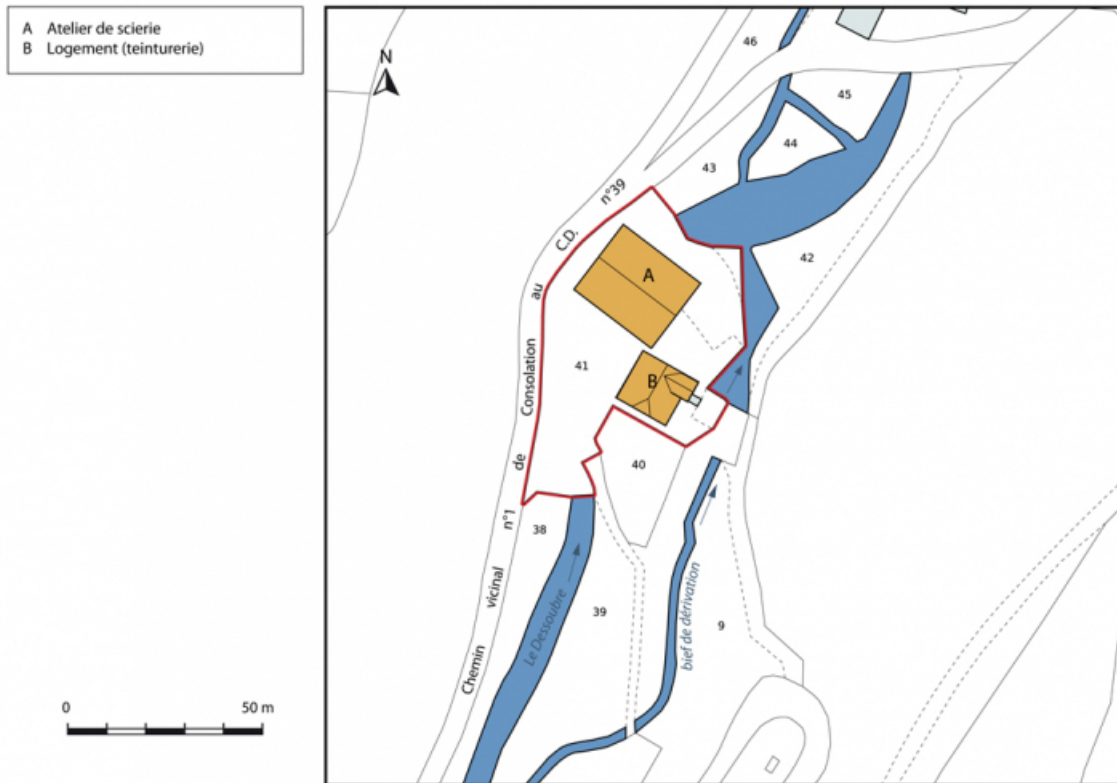 A Atelier de scierie
B Logement (teinturerie)
N
46
45
44
43
n°39
C.D.
au
A
42
Consolation
41
B
de
40
n°1
38
vicinal
Le Dessoubre
39
bief de dérivation
9
Chemin
0 50 m